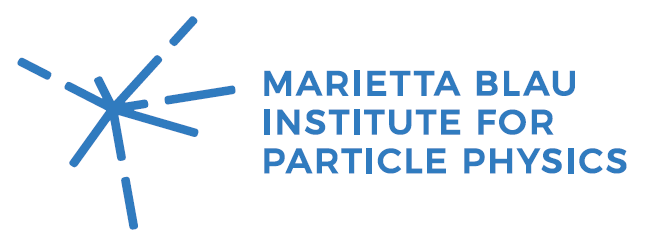 MARIETTA BLAU
INSTITUTE FOR
PARTICLE PHYSICS